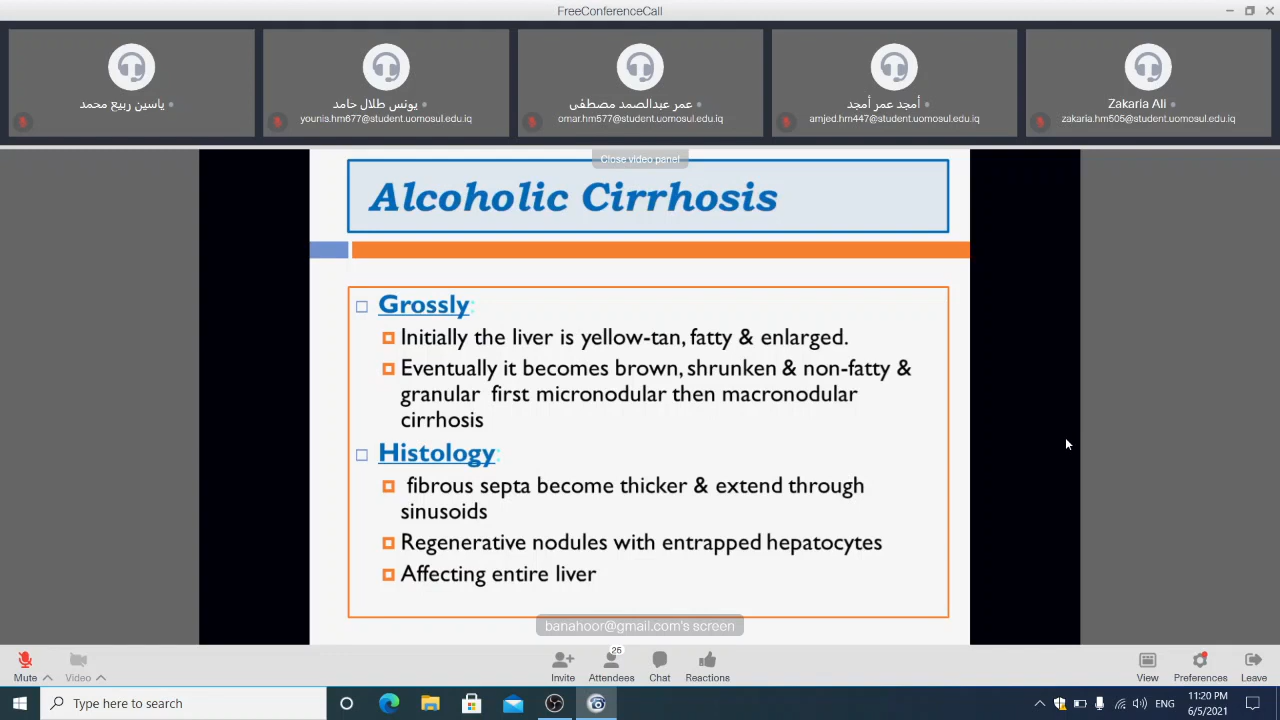 FreeConferenceCall
ياسين ربيع محمد
يونس طلال حامد
younis.hm677@student.uomosul.edu.iq
عمر عبدالصمد مصطفى
omar.hm577@student.uomosul.edu.iq
أمجد عمر أمجد
amjed.hm447@student.uomosul.edu.iq
Zakaria Ali
zakaria.hm505@student.uomosul.edu.iq
Close video panel
Alcoholic Cirrhosis
Grossly:
Initially the liver is yellow-tan, fatty & enlarged.
Eventually it becomes brown, shrunken & non-fatty &
granular first micronodular then macronodular
cirrhosis
Histology:
fibrous septa become thicker & extend through
sinusoids
Regenerative nodules with entrapped hepatocytes
Affecting entire liver
banahoor@gmail.com's screen
Mute
Video
Invite
25
Attendees
Chat
Reactions
View
Preferences
Leave
Type here to search
ENG
11:20 PM
6/5/2021